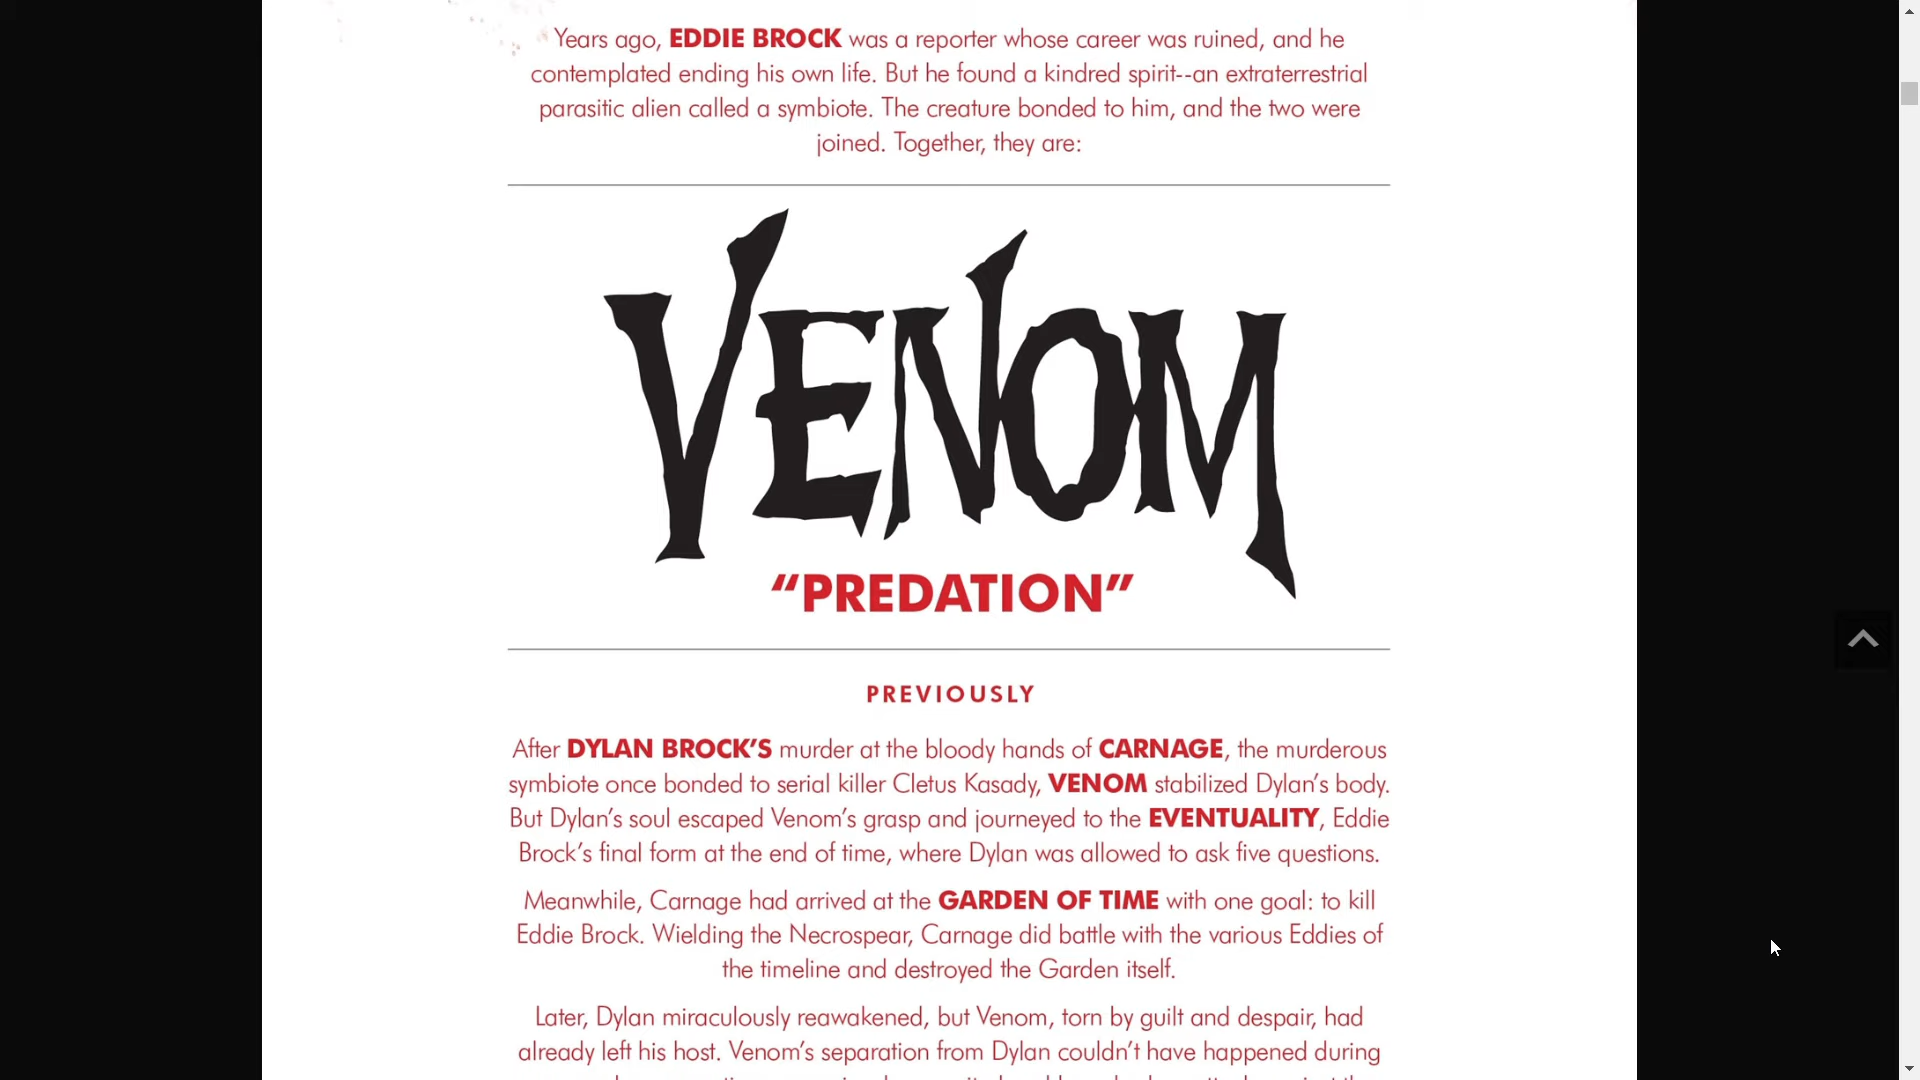 Years ago, EDDIE BROCK was a reporter whose career was ruined, and he
contemplated ending his own life. But he found a kindred spirit--an extraterrestrial
parasitic alien called a symbiote. The creature bonded to him, and the two were
joined. Together, they are:
VENOM
“PREDATION”
PREVIOUSLY
After DYLAN BROCK’S murder at the bloody hands of CARNAGE, the murderous
symbiote once bonded to serial killer Cletus Kasady, VENOM stabilized Dylan’s body.
But Dylan’s soul escaped Venom’s grasp and journeyed to the EVENTUALITY, Eddie
Brock’s final form at the end of time, where Dylan was allowed to ask five questions.
Meanwhile, Carnage had arrived at the GARDEN OF TIME with one goal: to kill
Eddie Brock. Wielding the Necrospear, Carnage did battle with the various Eddies of
the timeline and destroyed the Garden itself.
Later, Dylan miraculously reawakened, but Venom, torn by guilt and despair, had
already left his host. Venom’s separation from Dylan couldn’t have happened during